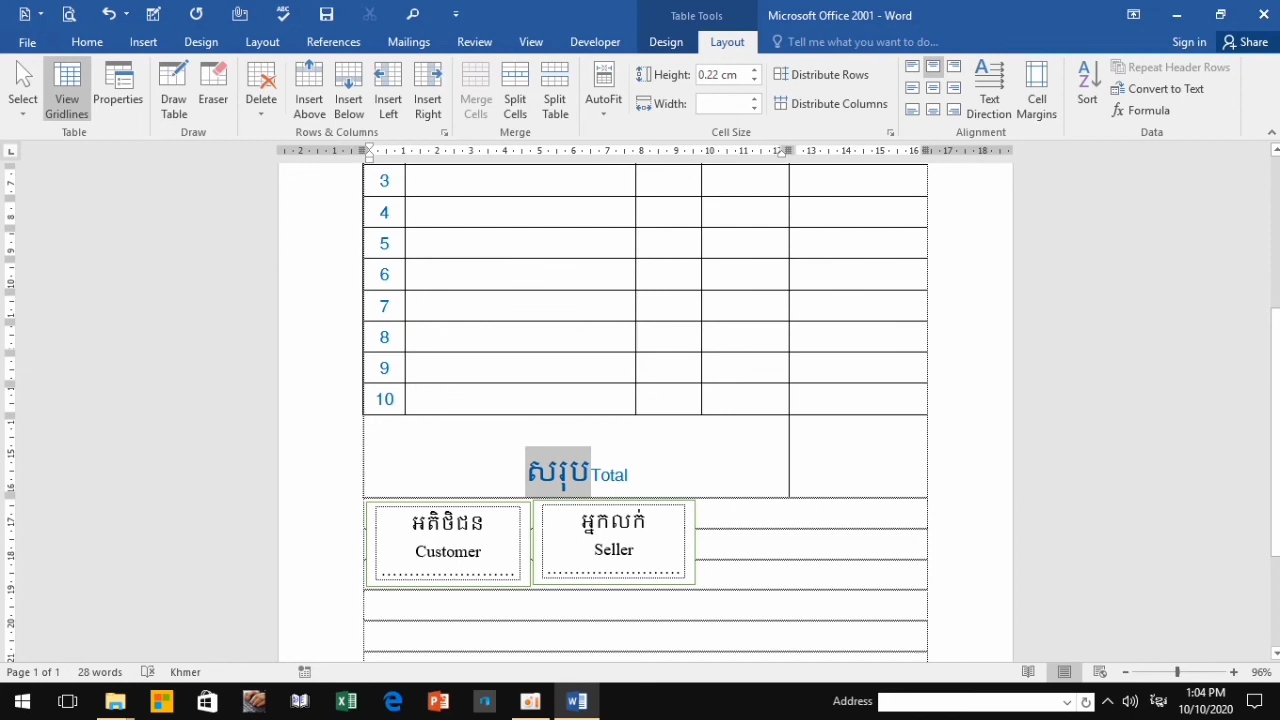 Table Tools
Microsoft Office 2001 - Word
File Home Insert Design Layout References Mailings Review View Developer Design Layout Tell me what you want to do... Sign in Share
Select View Gridlines Properties Draw Table Eraser Delete Insert Above Insert Below Insert Left Insert Right Merge Cells Split Cells Split Table AutoFit
Height: 0.22 cm Distribute Rows
Width: Distribute Columns
Text Direction Cell Margins Sort
Repeat Header Rows
Convert to Text
Formula
Table Draw Rows & Columns Merge Cell Size Alignment Data
3
4
5
6
7
8
9
10
សរុបTotal
អតិថិជន
Customer
អ្នកលក់
Seller
Page 1 of 1 28 words Khmer 96%
Address
1:04 PM
10/10/2020